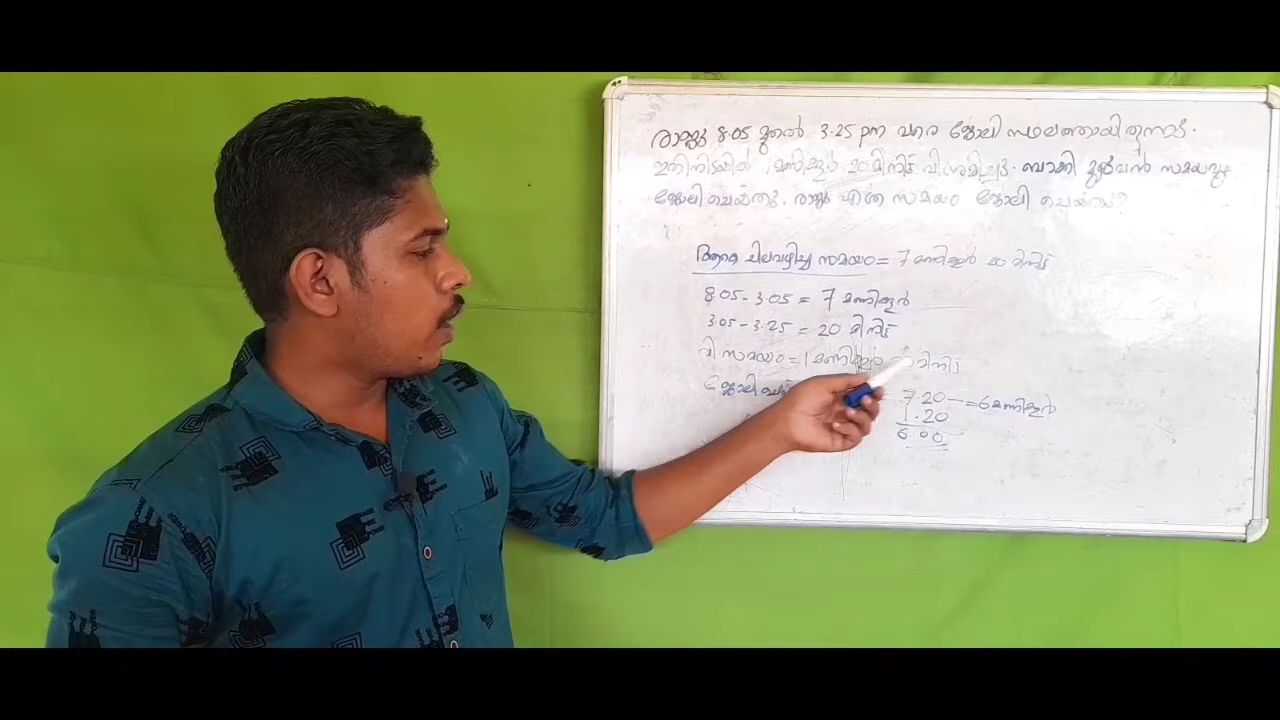 രാജു 8.05 മുതൽ 3.25 pm വരെ ജോലി സ്ഥലത്തായിരുന്നു.
ഇതിനിടയിൽ 1 മണിക്കൂർ 20 മിനിട്ട് വിശ്രമിച്ചു. ബാക്കി മുഴുവൻ സമയവും
ജോലി ചെയ്തു. രാജു എത്ര സമയം ജോലി ചെയ്തു?
ആകെ ചിലവഴിച്ച സമയം = 7 മണിക്കൂർ 20 മിനിട്ട്
8.05 - 3.05 = 7 മണിക്കൂർ
3.05 - 3.25 = 20 മിനിട്ട്
വി. സമയം = 1 മണിക്കൂർ മിനിട്ട്
ജോലി
7.20 - = 6 മണിക്കൂർ
1.20
6.00